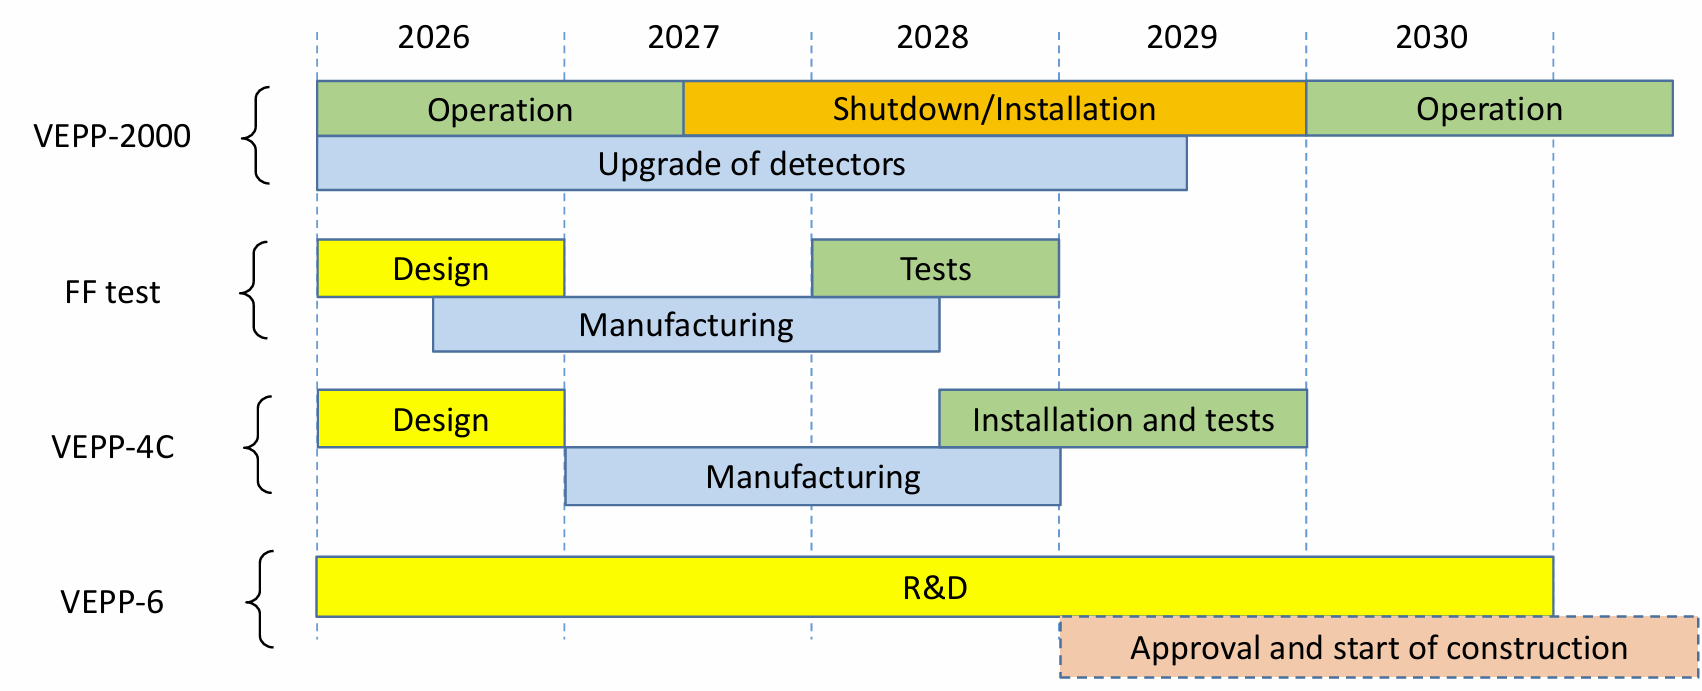 2026 2027 2028 2029 2030
VEPP-2000
Operation Shutdown/Installation Operation
Upgrade of detectors
FF test
Design Tests
Manufacturing
VEPP-4C
Design Installation and tests
Manufacturing
VEPP-6
R&D
Approval and start of construction